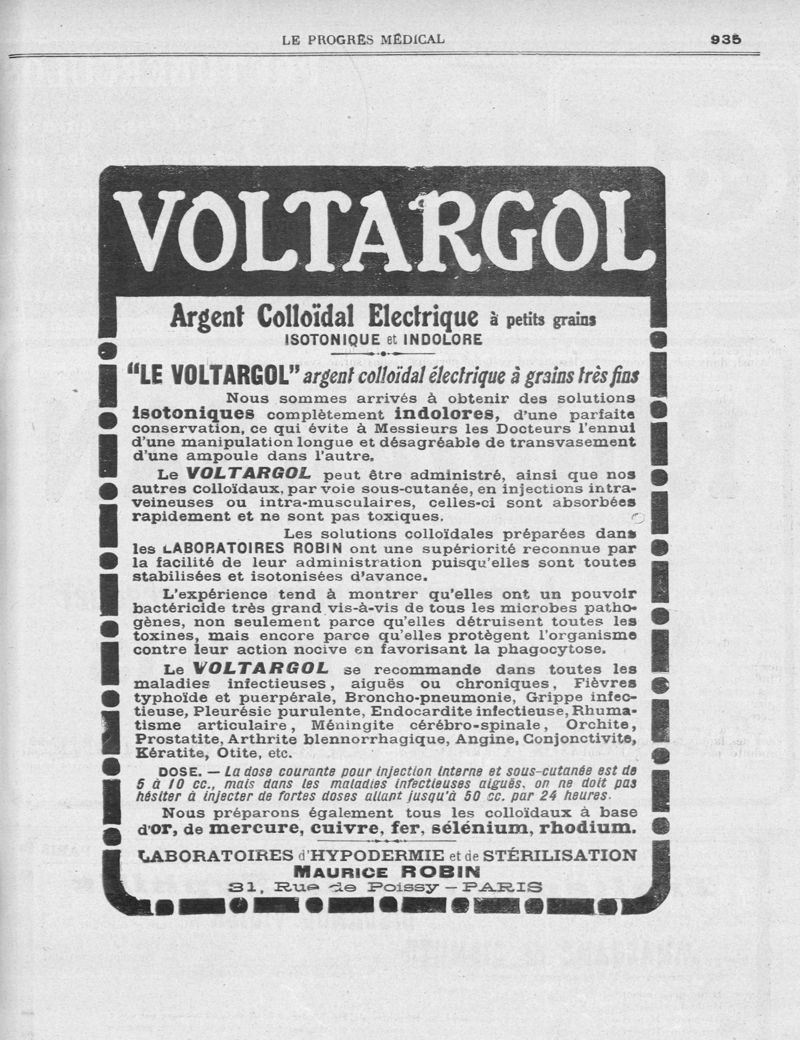 LE PROGRÈS MÉDICAL 935
VOLTARGOL
Argent Colloïdal Electrique à petits grains
ISOTONIQUE et INDOLORE
"LE VOLTARGOL" argent colloïdal électrique à grains très fins
Nous sommes arrivés à obtenir des solutions
isotoniques complètement indolores, d'une parfaite
conservation, ce qui évite à Messieurs les Docteurs l'ennui
d'une manipulation longue et désagréable de transvasement
d'une ampoule dans l'autre.
Le VOLTARGOL peut être administré, ainsi que nos
autres colloïdaux, par voie sous-cutanée, en injections intra-
veineuses ou intra-musculaires, celles-ci sont absorbées
rapidement et ne sont pas toxiques.
Les solutions colloïdales préparées dans
les LABORATOIRES ROBIN ont une supériorité reconnue par
la facilité de leur administration puisqu'elles sont toutes
stabilisées et isotonisées d'avance.
L'expérience tend à montrer qu'elles ont un pouvoir
bactéricide très grand vis-à-vis de tous les microbes patho-
gènes, non seulement parce qu'elles détruisent toutes les
toxines, mais encore parce qu'elles protègent l'organisme
contre leur action nocive en favorisant la phagocytose.
Le VOLTARGOL se recommande dans toutes les
maladies infectieuses, aiguës ou chroniques, Fièvres
typhoïde et puerpérale, Broncho-pneumonie, Grippe infec-
tieuse, Pleurésie purulente, Endocardite infectieuse, Rhuma-
tisme articulaire, Méningite cérébro-spinale, Orchite,
Prostatite, Arthrite blennorrhagique, Angine, Conjonctivite,
Kératite, Otite, etc.
DOSE. — La dose courante pour injection interne et sous-cutanée est de
5 à 10 cc., mais dans les maladies infectieuses aiguës, on ne doit pas
hésiter à injecter de fortes doses allant jusqu'à 50 cc. par 24 heures.
Nous préparons également tous les colloïdaux à base
d'or, de mercure, cuivre, fer, sélénium, rhodium.
LABORATOIRES d'HYPODERMIE et de STÉRILISATION
MAURICE ROBIN
31, Rue de Poissy — PARIS